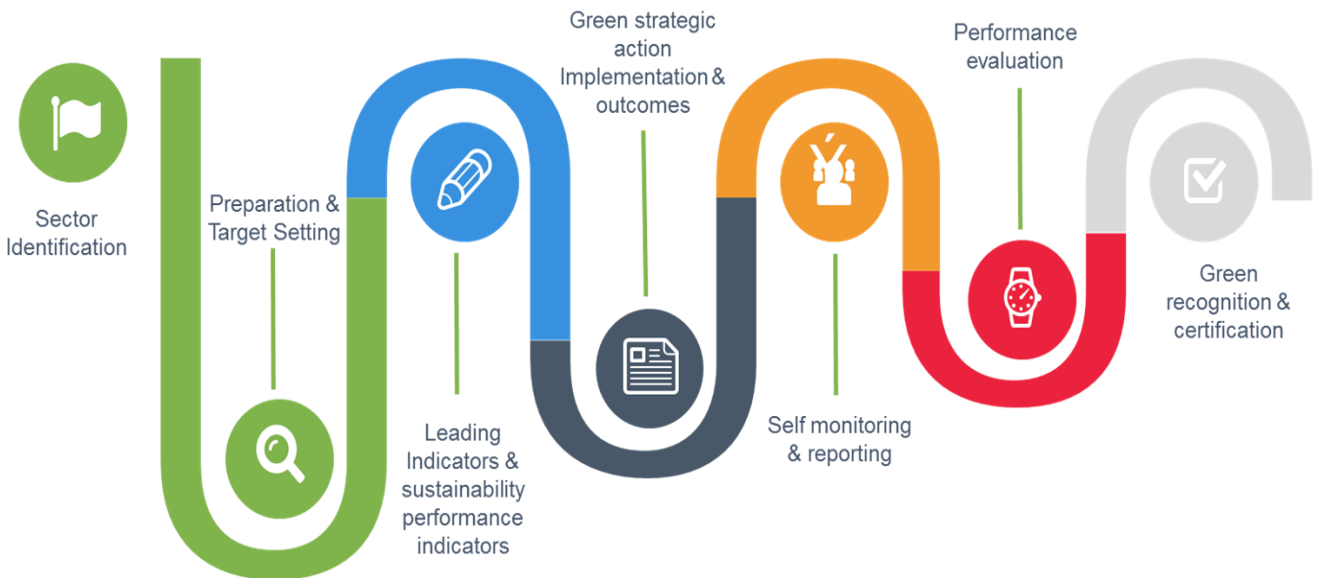 Sector
Identification
Preparation &
Target Setting
Leading
Indicators &
sustainability
performance
indicators
Green strategic
action
Implementation &
outcomes
Self monitoring
& reporting
Performance
evaluation
Green
recognition &
certification